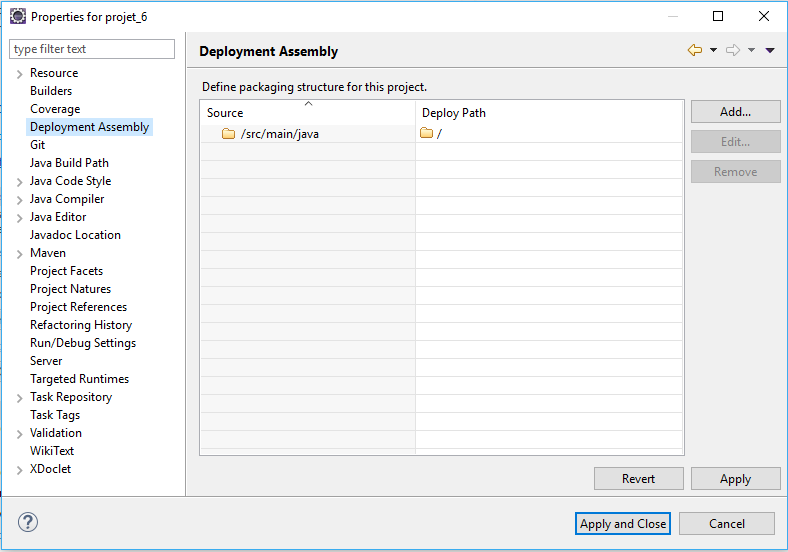 Properties for projet_6
type filter text
Resource
Builders
Coverage
Deployment Assembly
Git
Java Build Path
Java Code Style
Java Compiler
Java Editor
Javadoc Location
Maven
Project Facets
Project Natures
Project References
Refactoring History
Run/Debug Settings
Server
Targeted Runtimes
Task Repository
Task Tags
Validation
WikiText
XDoclet
Deployment Assembly
Define packaging structure for this project.
Source Deploy Path
/src/main/java /
Add...
Edit...
Remove
Revert Apply
? Apply and Close Cancel